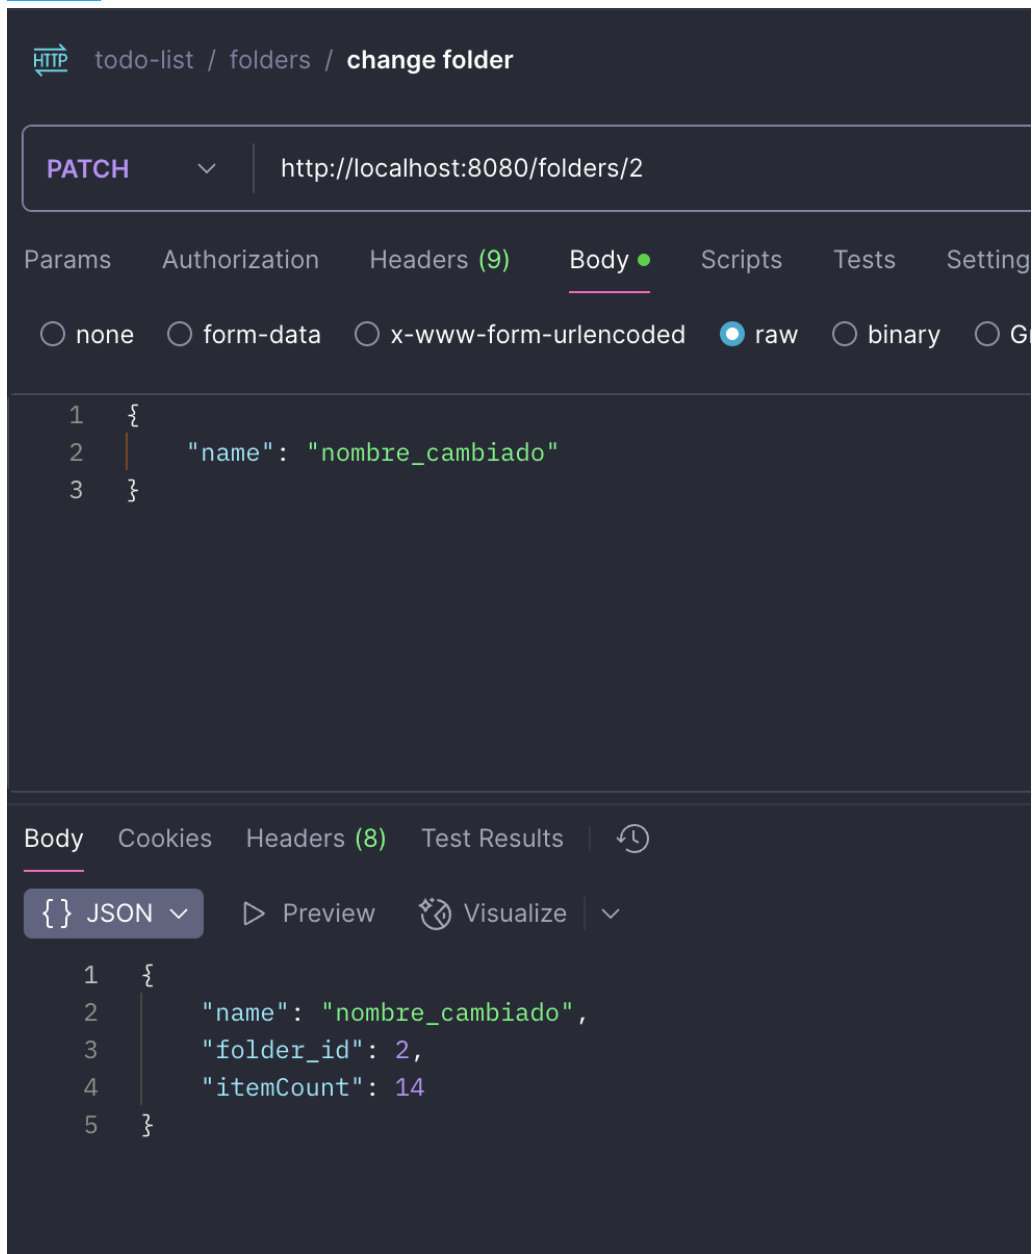 HTTP todo-list / folders / change folder
PATCH http://localhost:8080/folders/2
Params Authorization Headers (9) Body Scripts Tests Setting
none form-data x-www-form-urlencoded raw binary
1 {
2 "name": "nombre_cambiado"
3 }
Body Cookies Headers (8) Test Results
{} JSON Preview Visualize
1 {
2 "name": "nombre_cambiado",
3 "folder_id": 2,
4 "itemCount": 14
5 }